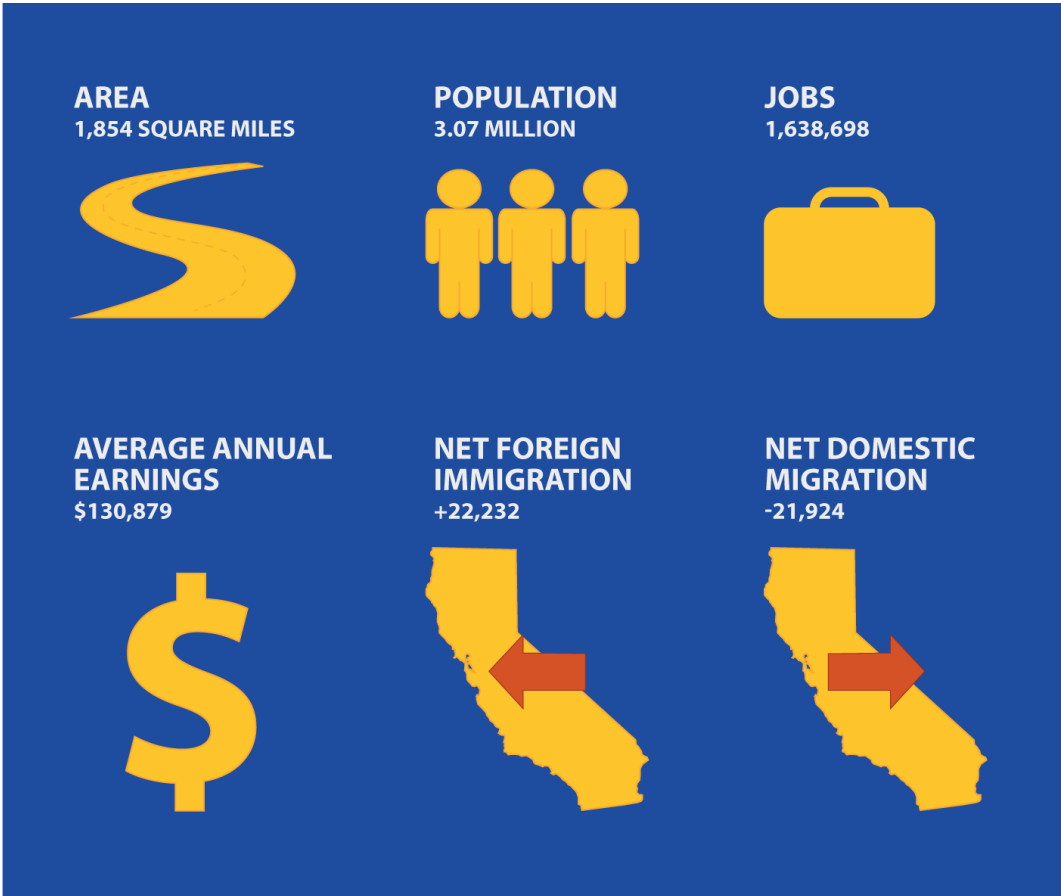 AREA
1,854 SQUARE MILES
POPULATION
3.07 MILLION
JOBS
1,638,698
AVERAGE ANNUAL
EARNINGS
$130,879
NET FOREIGN
IMMIGRATION
+22,232
NET DOMESTIC
MIGRATION
-21,924
$